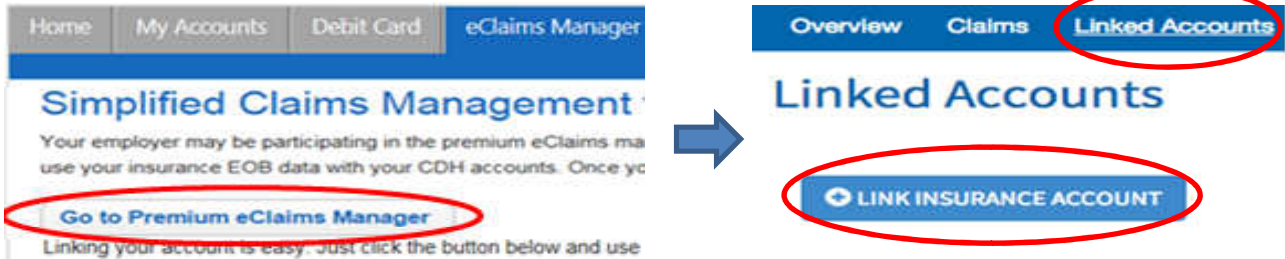 Home My Accounts Debit Card eClaims Manager
Simplified Claims Management
Your employer may be participating in the premium eClaims
use your insurance EOB data with your CDH accounts. Once
Go to Premium eClaims Manager
Linking your account is easy. Just click the button below and use
Overview Claims Linked Accounts
Linked Accounts
LINK INSURANCE ACCOUNT